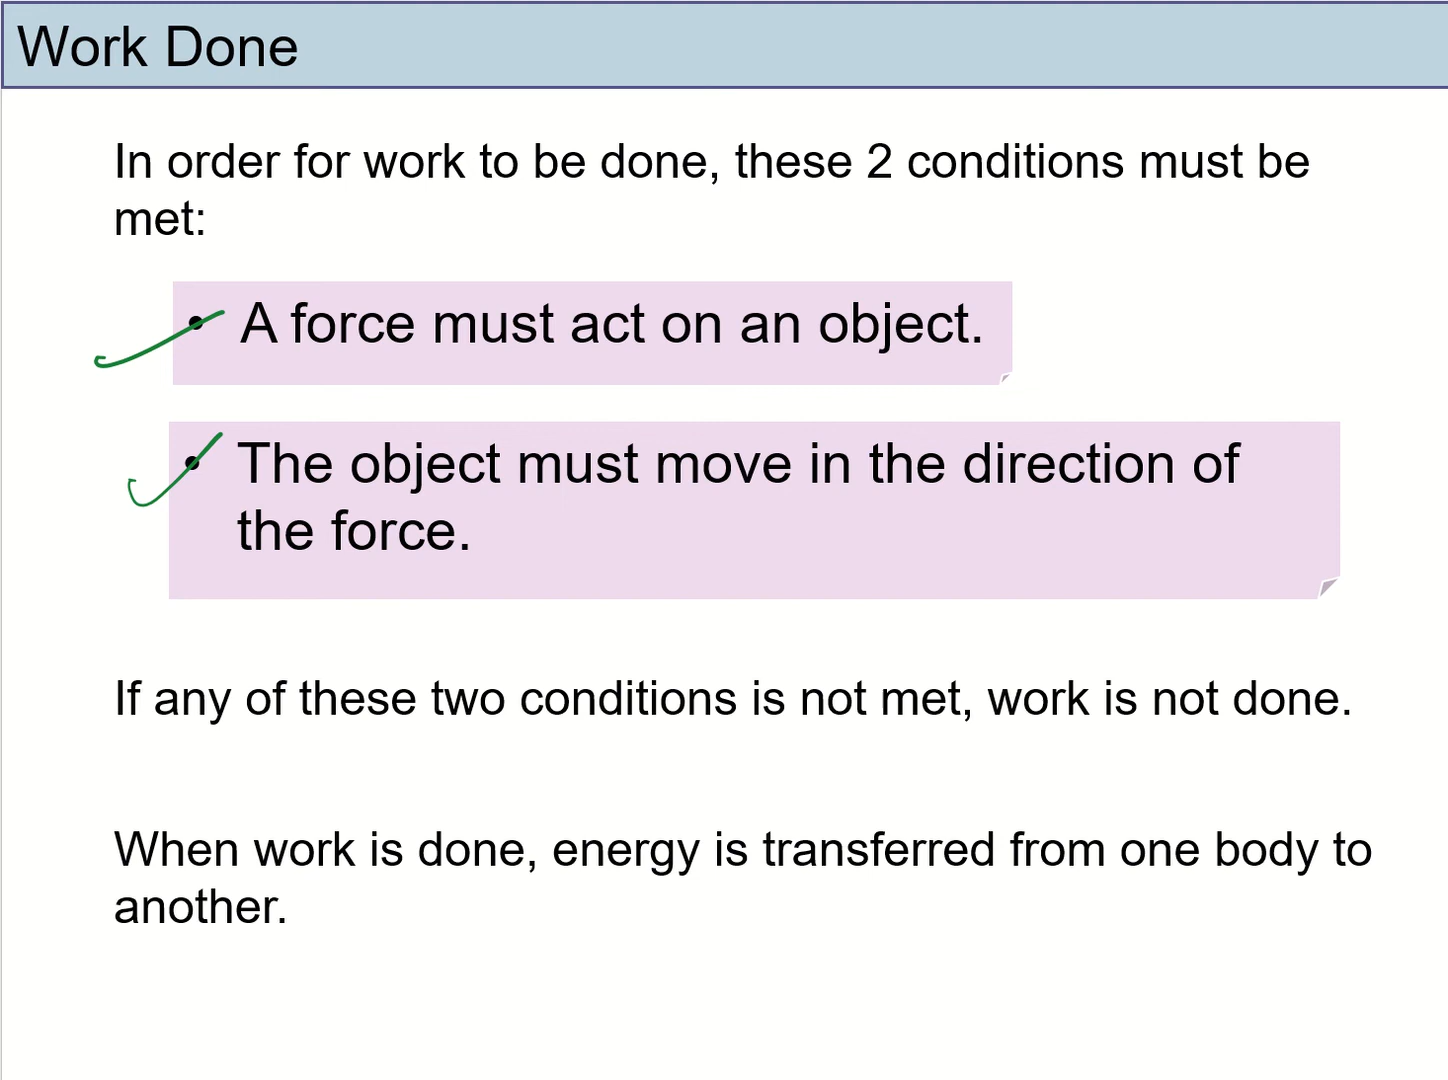 Work Done
In order for work to be done, these 2 conditions must be
met:
• A force must act on an object.
• The object must move in the direction of
the force.
If any of these two conditions is not met, work is not done.
When work is done, energy is transferred from one body to
another.